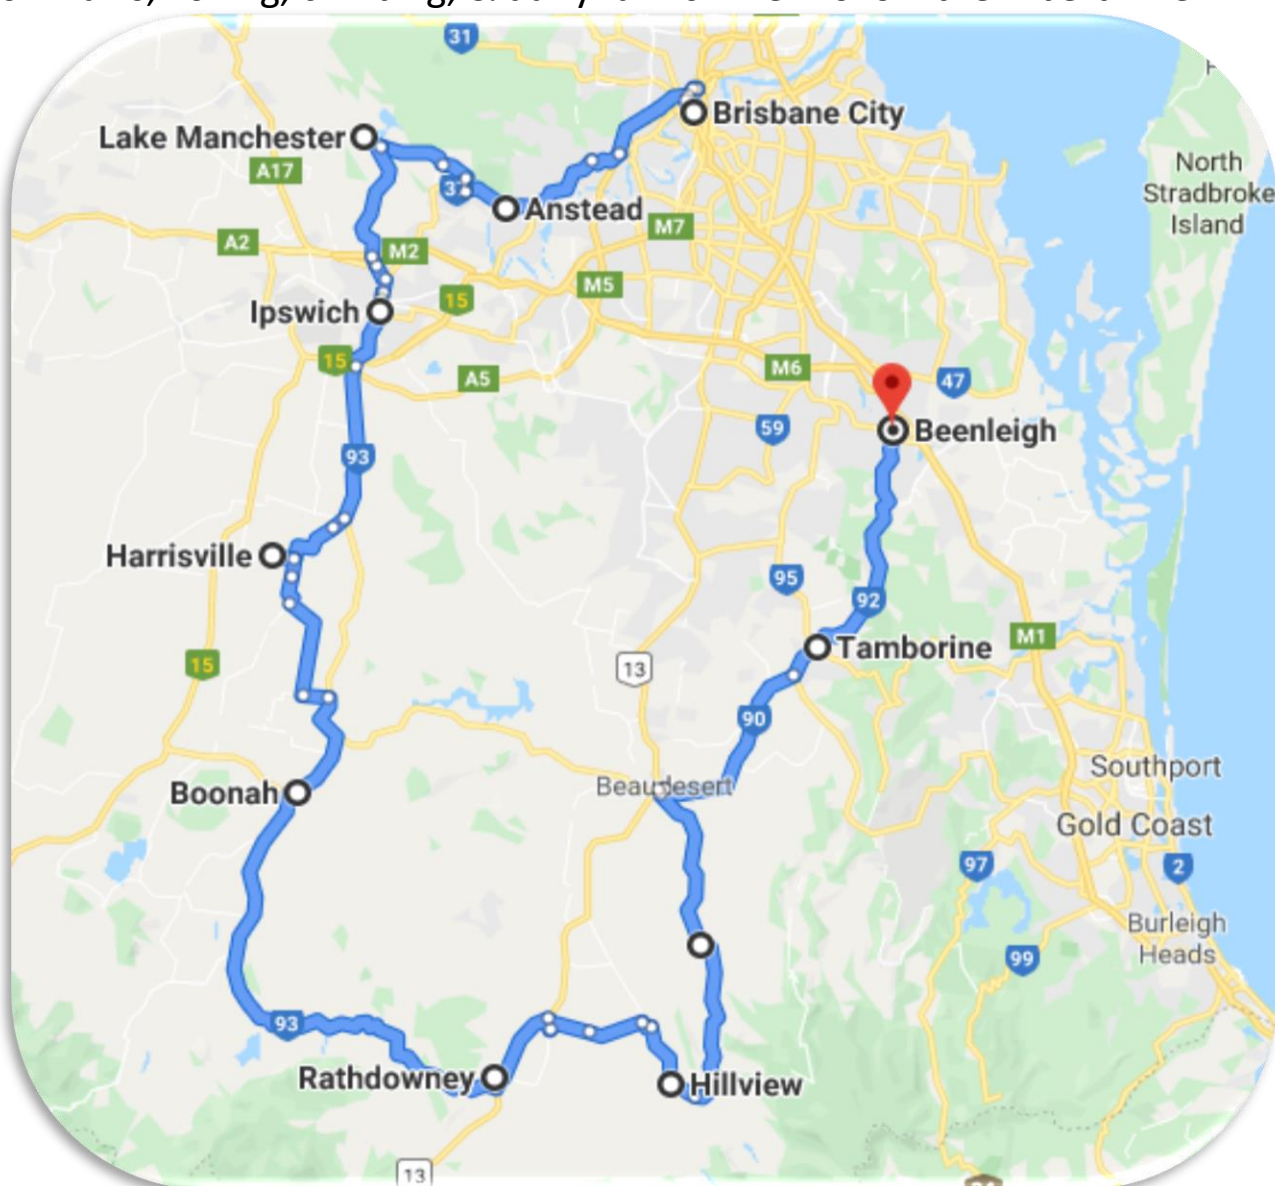 31
Brisbane City
Lake Manchester
A17
North
Stradbroke
Island
Anstead
M7
A2
M2
M5
15
Ipswich
15
A5
M6
47
59
Beenleigh
93
Harrisville
95
92
M1
Tamborine
15
13
90
Southport
Beaudesert
Boonah
Gold Coast
97
2
Burleigh
Heads
99
93
Rathdowney
Hillview
13